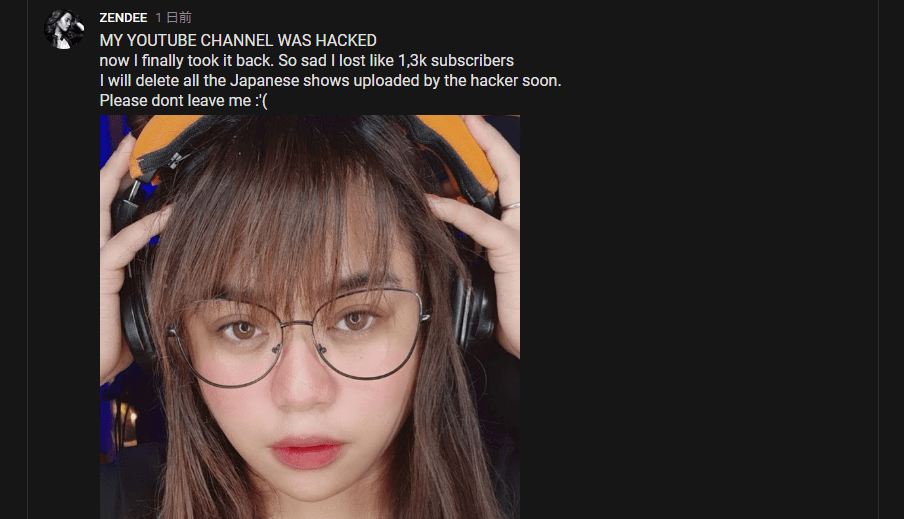 ZENDEE 1 日前
MY YOUTUBE CHANNEL WAS HACKED
now I finally took it back. So sad I lost like 1,3k subscribers
I will delete all the Japanese shows uploaded by the hacker soon.
Please dont leave me :'(